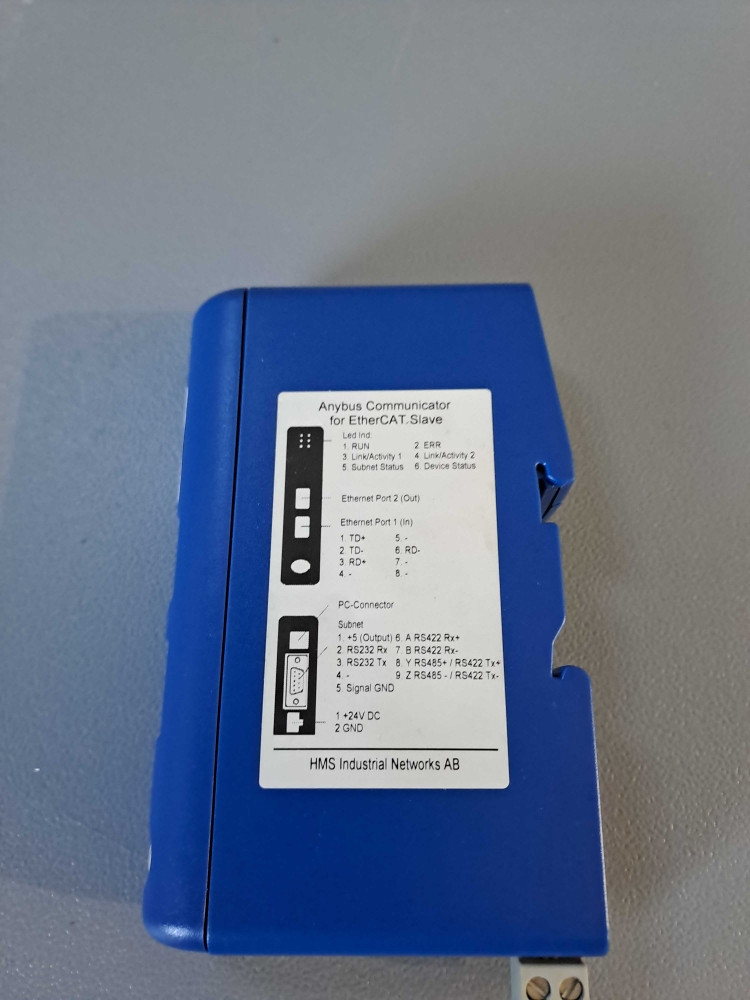 Anybus Communicator
for EtherCAT.Slave
Led Ind:
1. RUN 2. ERR
3. Link/Activity 1 4. Link/Activity 2
5. Subnet Status 6. Device Status
Ethernet Port 2 (Out)
Ethernet Port 1 (In)
1. TD+ 5. -
2. TD- 6. RD-
3. RD+ 7. -
4. - 8. -
PC-Connector
Subnet
1. +5 (Output) 6. A RS422 Rx+
2. RS232 Rx 7. B RS422 Rx-
3. RS232 Tx 8. Y RS485+ / RS422 Tx+
4. - 9. Z RS485 - / RS422 Tx-
5. Signal GND
1 +24V DC
2 GND
HMS Industrial Networks AB